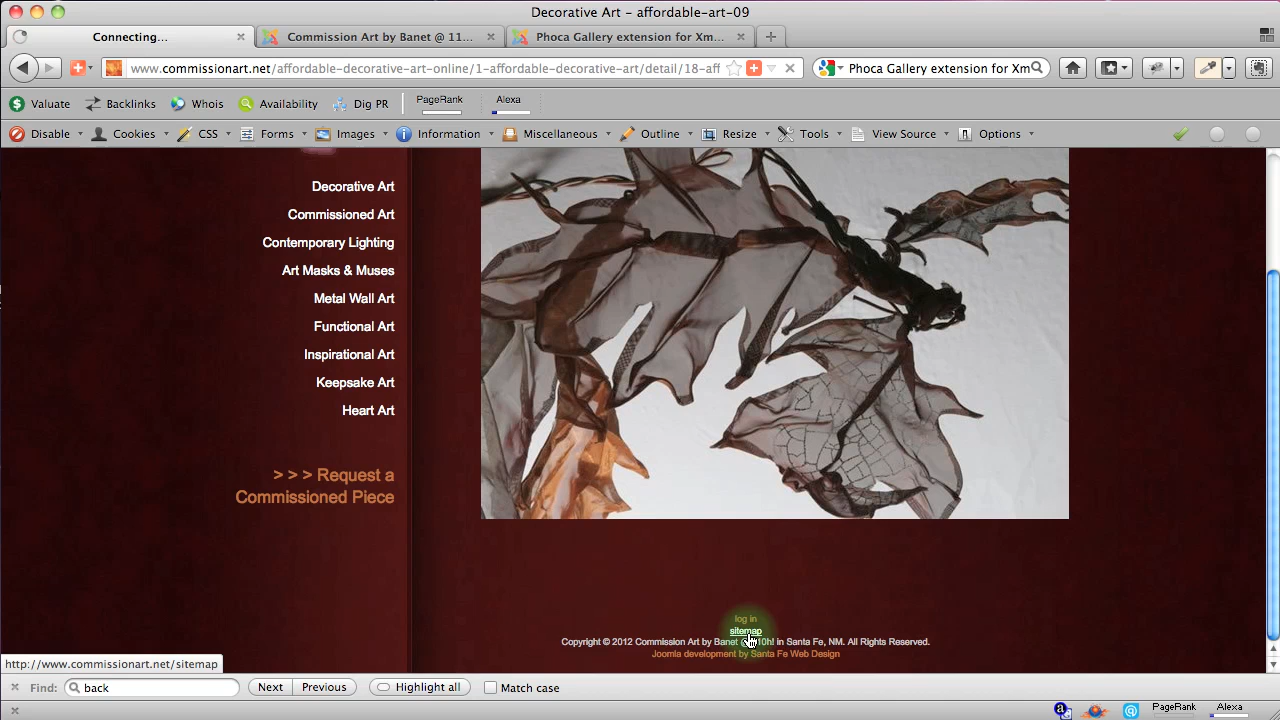 Decorative Art – affordable-art-09
Connecting...
Commission Art by Banet @ 11...
Phoca Gallery extension for Xm...
www.commissionart.net/affordable-decorative-art-online/1-affordable-decorative-art/detail/18-aff
Phoca Gallery extension for Xm
Valuate
Backlinks
Whois
Availability
Dig PR
PageRank
Alexa
Disable
Cookies
CSS
Forms
Images
Information
Miscellaneous
Outline
Resize
Tools
View Source
Options
Decorative Art
Commissioned Art
Contemporary Lighting
Art Masks & Muses
Metal Wall Art
Functional Art
Inspirational Art
Keepsake Art
Heart Art
> > > Request a
Commissioned Piece
log in
sitemap
Copyright © 2012 Commission Art by Banet 10h! in Santa Fe, NM. All Rights Reserved.
Joomla development by Santa Fe Web Design
http://www.commissionart.net/sitemap
Find:
back
Next
Previous
Highlight all
Match case
PageRank
Alexa